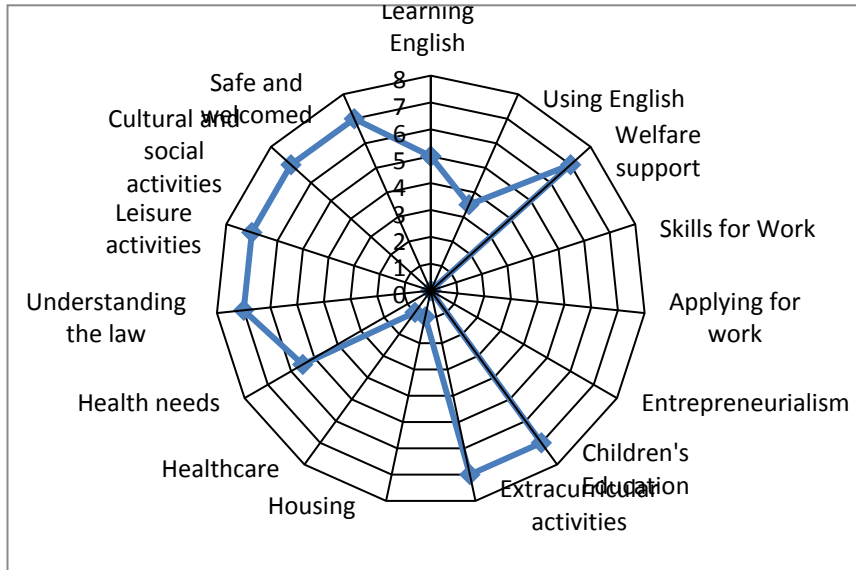 Learning
English
Using English
Welfare
support
Skills for Work
Applying for
work
Entrepreneurialism
Children's
Education
Extracurricular
activities
Housing
Healthcare
Health needs
Understanding
the law
Leisure
activities
Cultural and
social
activities
Safe and
welcomed
8
7
6
5
4
3
2
1
0